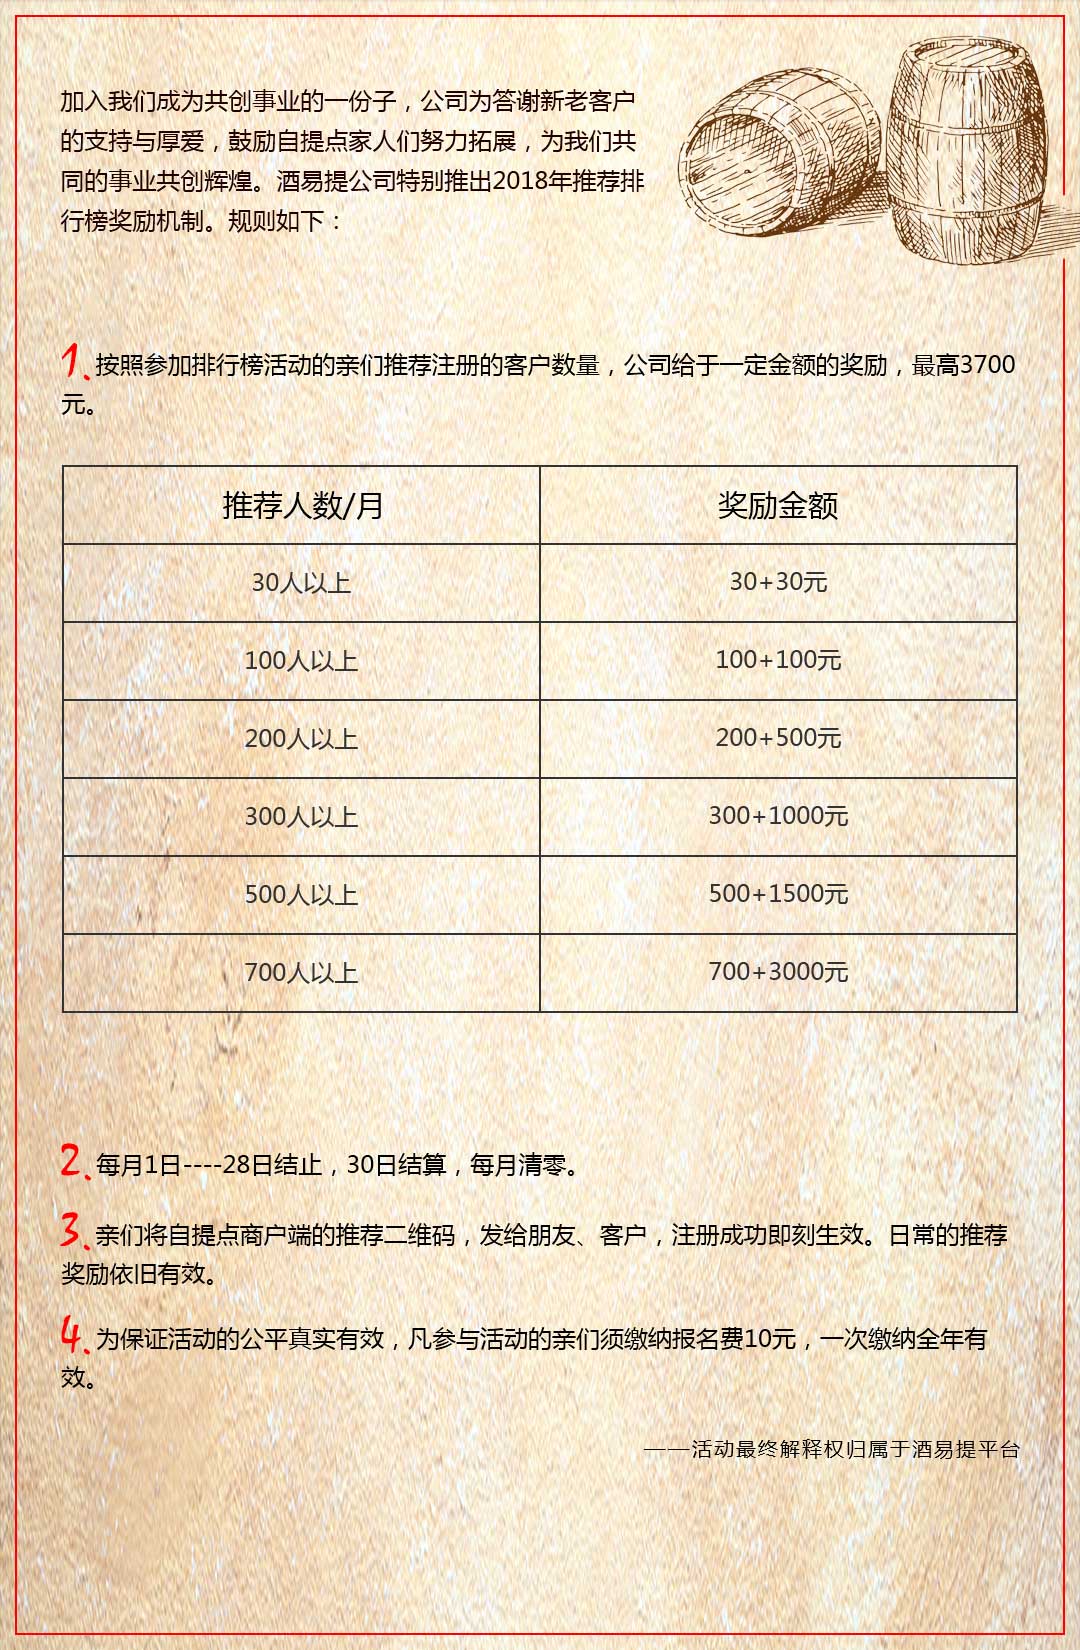 加入我们成为共创事业的一份子，公司为答谢新老客户
的支持与厚爱，鼓励自提点家人们努力拓展，为我们共
同的事业共创辉煌。酒易提公司特别推出2018年推荐排
行榜奖励机制。规则如下：
1、按照参加排行榜活动的亲们推荐注册的客户数量，公司给于一定金额的奖励，最高3700
元。
推荐人数/月 奖励金额
30人以上 30+30元
100人以上 100+100元
200人以上 200+500元
300人以上 300+1000元
500人以上 500+1500元
700人以上 700+3000元
2、每月1日----28日结止，30日结算，每月清零。
3、亲们将自提点商户端的推荐二维码，发给朋友、客户，注册成功即刻生效。日常的推荐
奖励依旧有效。
4、为保证活动的公平真实有效，凡参与活动的亲们须缴纳报名费10元，一次缴纳全年有
效。
——活动最终解释权归属于酒易提平台